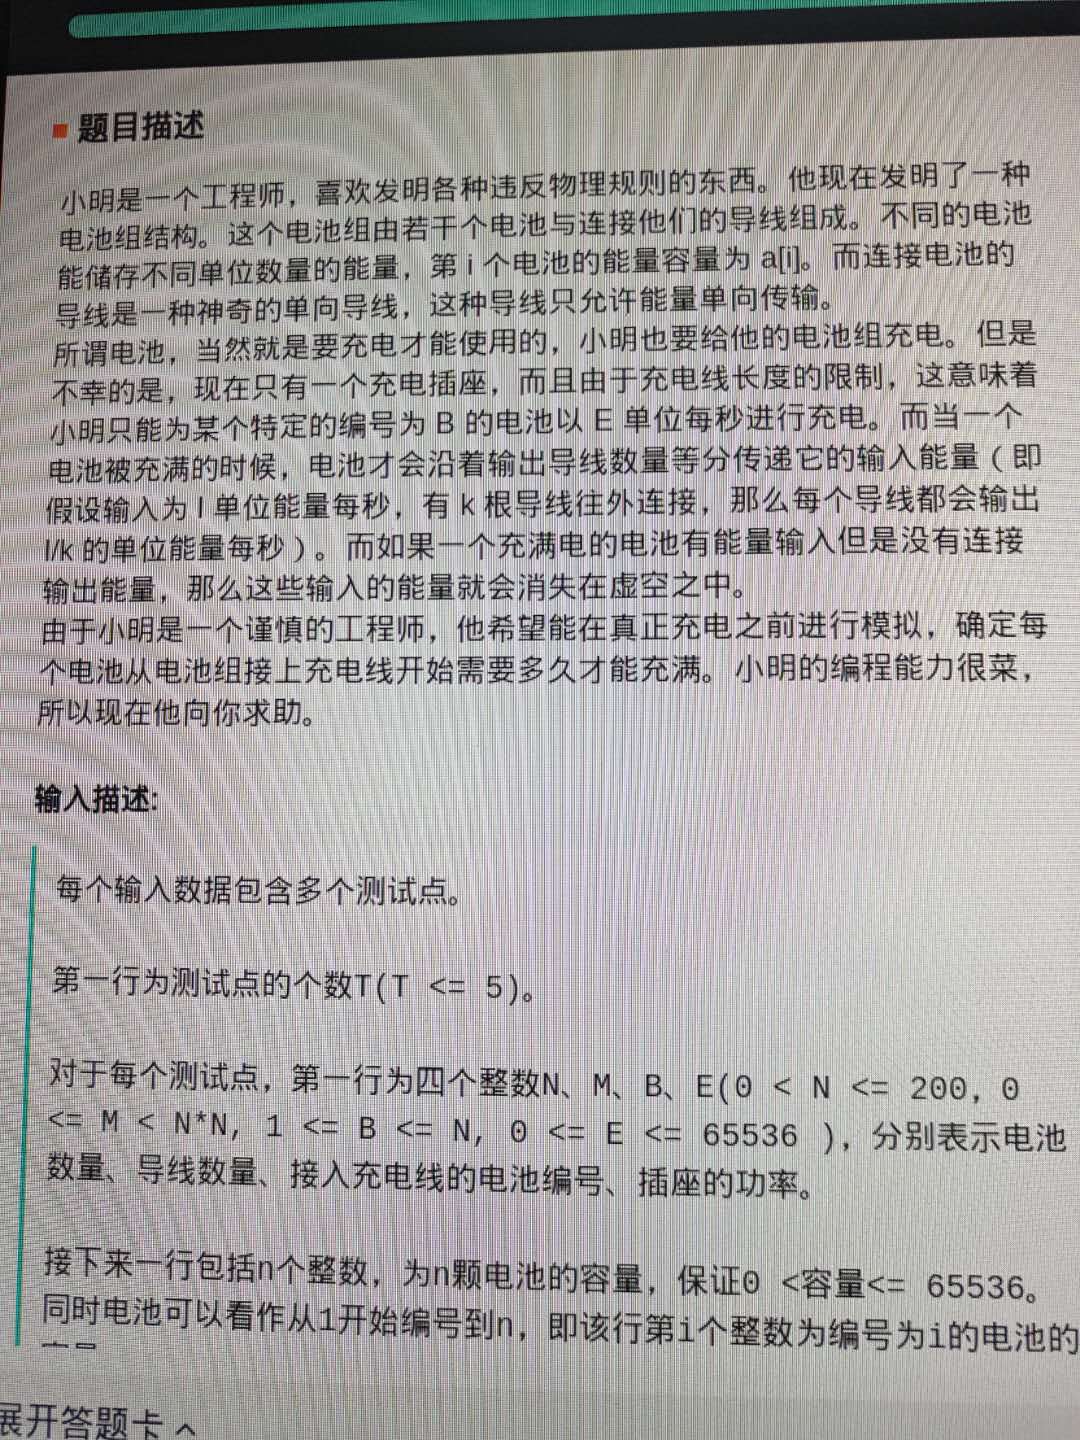 题目描述
小明是一个工程师，喜欢发明各种违反物理规则的东西。他现在发明了一种
电池组结构。这个电池组由若干个电池与连接他们的导线组成。不同的电池
能储存不同单位数量的能量，第 i 个电池的能量容量为 a[i]。而连接电池的
导线是一种神奇的单向导线，这种导线只允许能量单向传输。
所谓电池，当然就是要充电才能使用的，小明也要给他的电池组充电。但是
不幸的是，现在只有一个充电插座，而且由于充电线长度的限制，这意味着
小明只能为某个特定的编号为 B 的电池以 E 单位每秒进行充电。而当一个
电池被充满的时候，电池才会沿着输出导线数量等分传递它的输入能量（即
假设输入为 I 单位能量每秒，有 k 根导线往外连接，那么每个导线都会输出
I/k 的单位能量每秒）。而如果一个充满电的电池有能量输入但是没有连接
输出能量，那么这些输入的能量就会消失在虚空之中。
由于小明是一个谨慎的工程师，他希望能在真正充电之前进行模拟，确定每
个电池从电池组接上充电线开始需要多久才能充满。小明的编程能力很菜，
所以现在他向你求助。
输入描述:
每个输入数据包含多个测试点。
第一行为测试点的个数T(T <= 5)。
对于每个测试点，第一行为四个整数N、M、B、E(0 < N <= 200, 0
<= M < N*N, 1 <= B <= N, 0 <= E <= 65536 )，分别表示电池
数量、导线数量、接入充电线的电池编号、插座的功率。
接下来一行包括n个整数，为n颗电池的容量，保证0 <容量<= 65536。
同时电池可以看作从1开始编号到n，即该行第i个整数为编号为i的电池的
展开答题卡